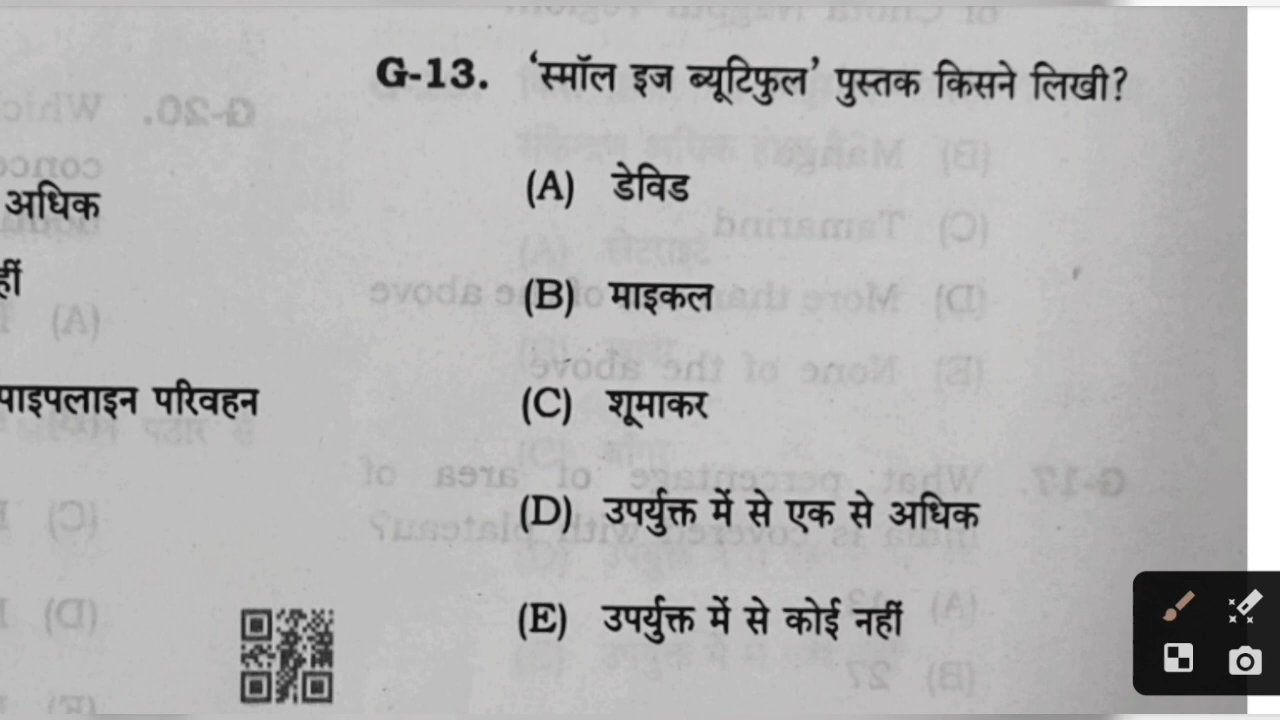 G-13. ‘स्मॉल इज ब्यूटिफुल’ पुस्तक किसने लिखी?
(A) डेविड
(B) माइकल
(C) शूमाकर
(D) उपर्युक्त में से एक से अधिक
(E) उपर्युक्त में से कोई नहीं
अधिक
हीं
पाइपलाइन परिवहन